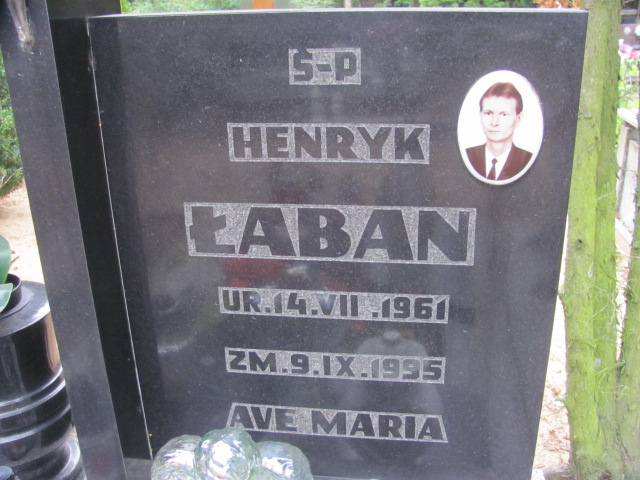 Ś-P
HENRYK
ŁABAN
UR.14.VII.1961
ZM.9.IX.1995
AVE MARIA